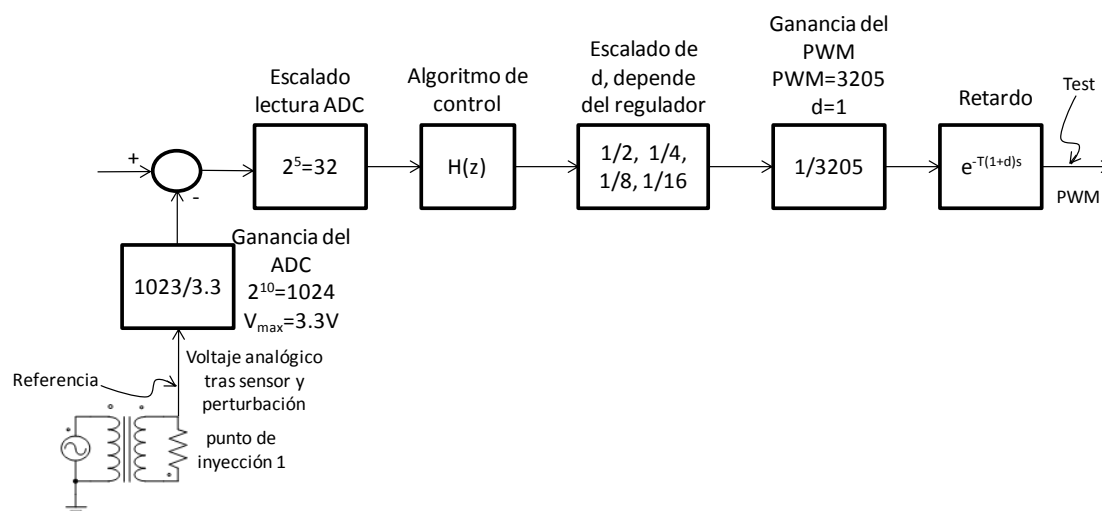 Escalado
lectura ADC
Algoritmo de
control
Escalado de
d, depende
del regulador
Ganancia del
PWM
PWM=3205
d=1
Retardo
Test
+
-
2⁵=32
H(z)
1/2, 1/4,
1/8, 1/16
1/3205
e^-T(1+d)s
PWM
1023/3.3
Ganancia del
ADC
2¹⁰=1024
Vmax=3.3V
Referencia
Voltaje analógico
tras sensor y
perturbación
punto de
inyección 1